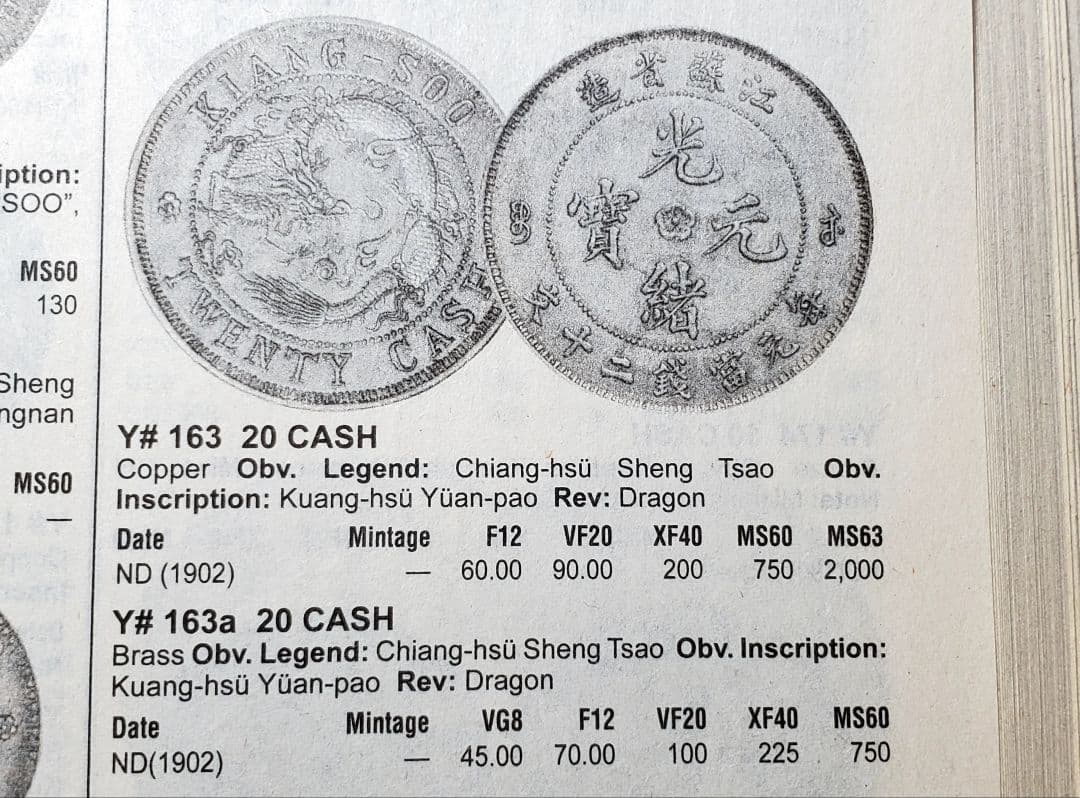 iption:
SOO",
MS60
130
Sheng
ngnan
MS60
—
KIANG-SOO
TWENTY CASH
江蘇省造
光緒元寶
元當錢二十文
Y# 163 20 CASH
Copper Obv. Legend: Chiang-hsü Sheng Tsao Obv.
Inscription: Kuang-hsü Yüan-pao Rev: Dragon
Date Mintage F12 VF20 XF40 MS60 MS63
ND (1902) — 60.00 90.00 200 750 2,000
Y# 163a 20 CASH
Brass Obv. Legend: Chiang-hsü Sheng Tsao Obv. Inscription:
Kuang-hsü Yüan-pao Rev: Dragon
Date Mintage VG8 F12 VF20 XF40 MS60
ND(1902) — 45.00 70.00 100 225 750